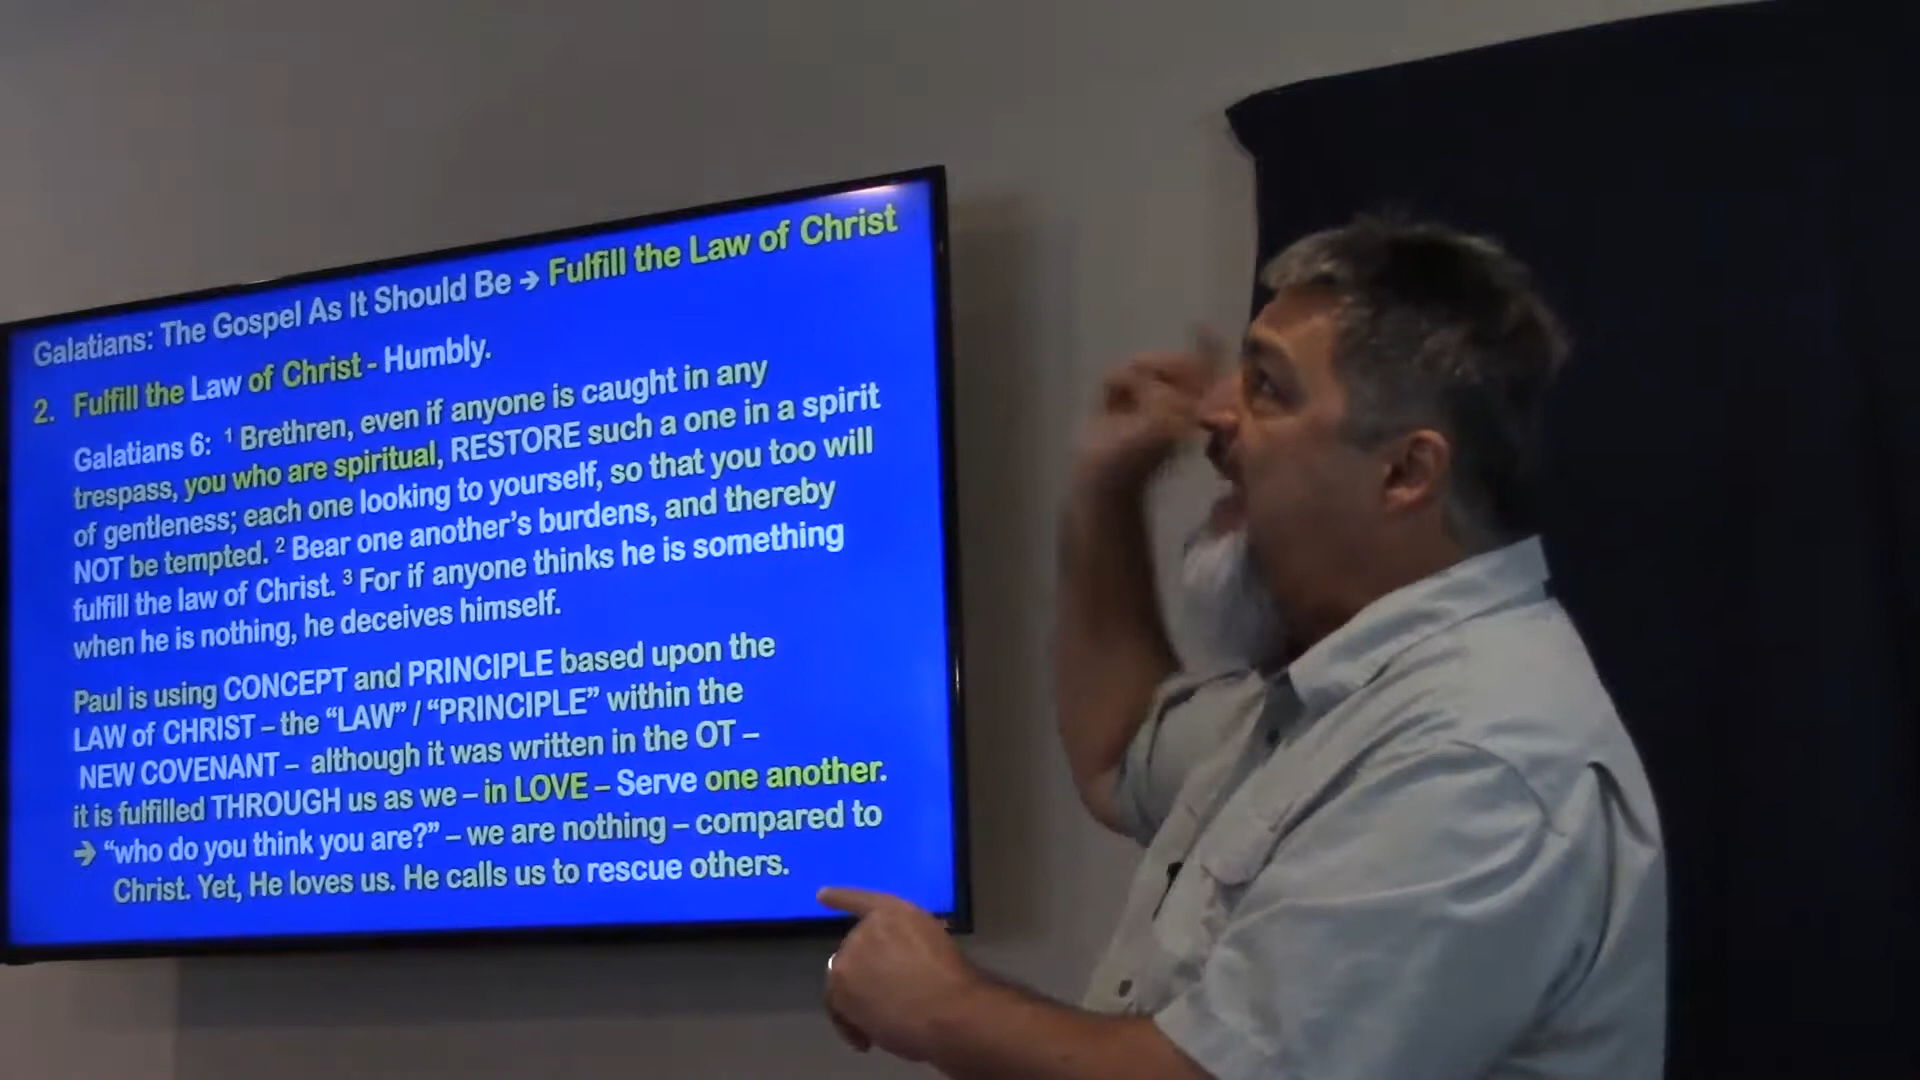 Galatians: The Gospel As It Should Be → Fulfill the Law of Christ
2. Fulfill the Law of Christ - Humbly.
Galatians 6: ¹ Brethren, even if anyone is caught in any
trespass, you who are spiritual, RESTORE such a one in a spirit
of gentleness; each one looking to yourself, so that you too will
NOT be tempted. ² Bear one another’s burdens, and thereby
fulfill the law of Christ. ³ For if anyone thinks he is something
when he is nothing, he deceives himself.
Paul is using CONCEPT and PRINCIPLE based upon the
LAW of CHRIST – the “LAW” / “PRINCIPLE” within the
NEW COVENANT – although it was written in the OT –
it is fulfilled THROUGH us as we – in LOVE – Serve one another.
→ “who do you think you are?” – we are nothing – compared to
Christ. Yet, He loves us. He calls us to rescue others.